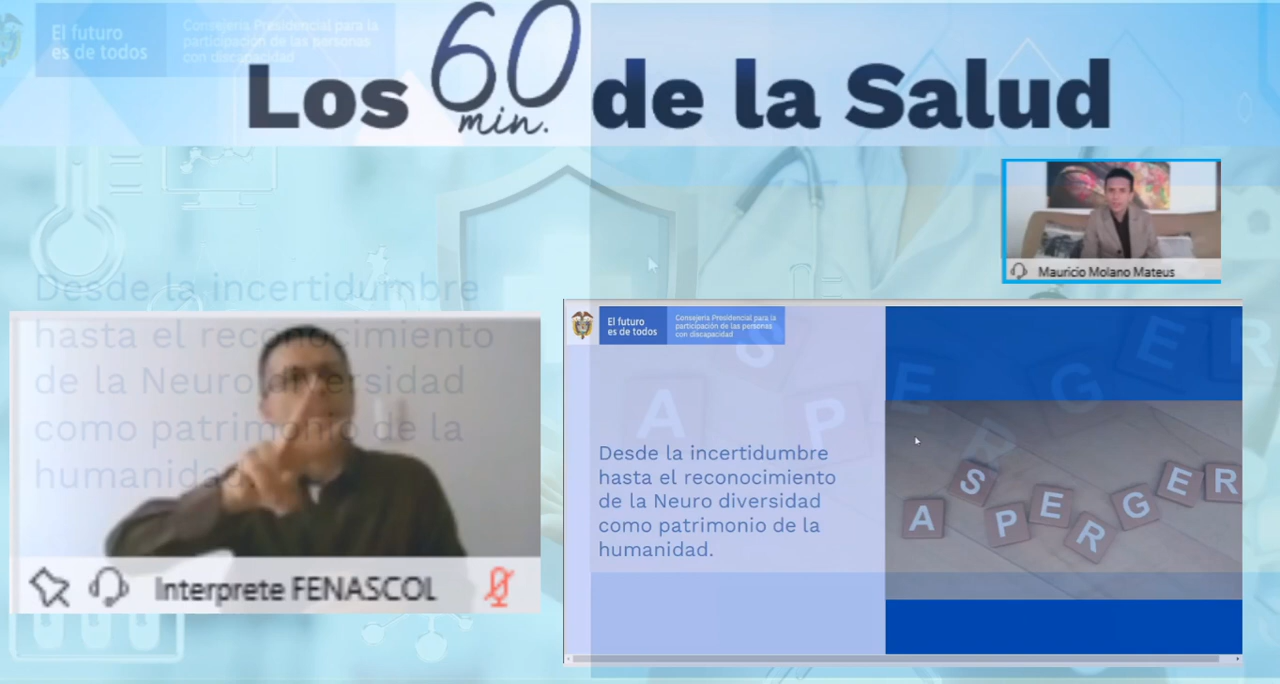 El futuro
es de todos
Consejería Presidencial para la
participación de las personas
con discapacidad
Los 60 min. de la Salud
Mauricio Molano Mateus
Desde la incertidumbre
hasta el reconocimiento
de la Neuro diversidad
como patrimonio de la
humanidad.
Interprete FENASCOL
El futuro
es de todos
Consejería Presidencial para la
participación de las personas
con discapacidad
Desde la incertidumbre
hasta el reconocimiento
de la Neuro diversidad
como patrimonio de la
humanidad.
A S P E R G E R
A S P E R G E R